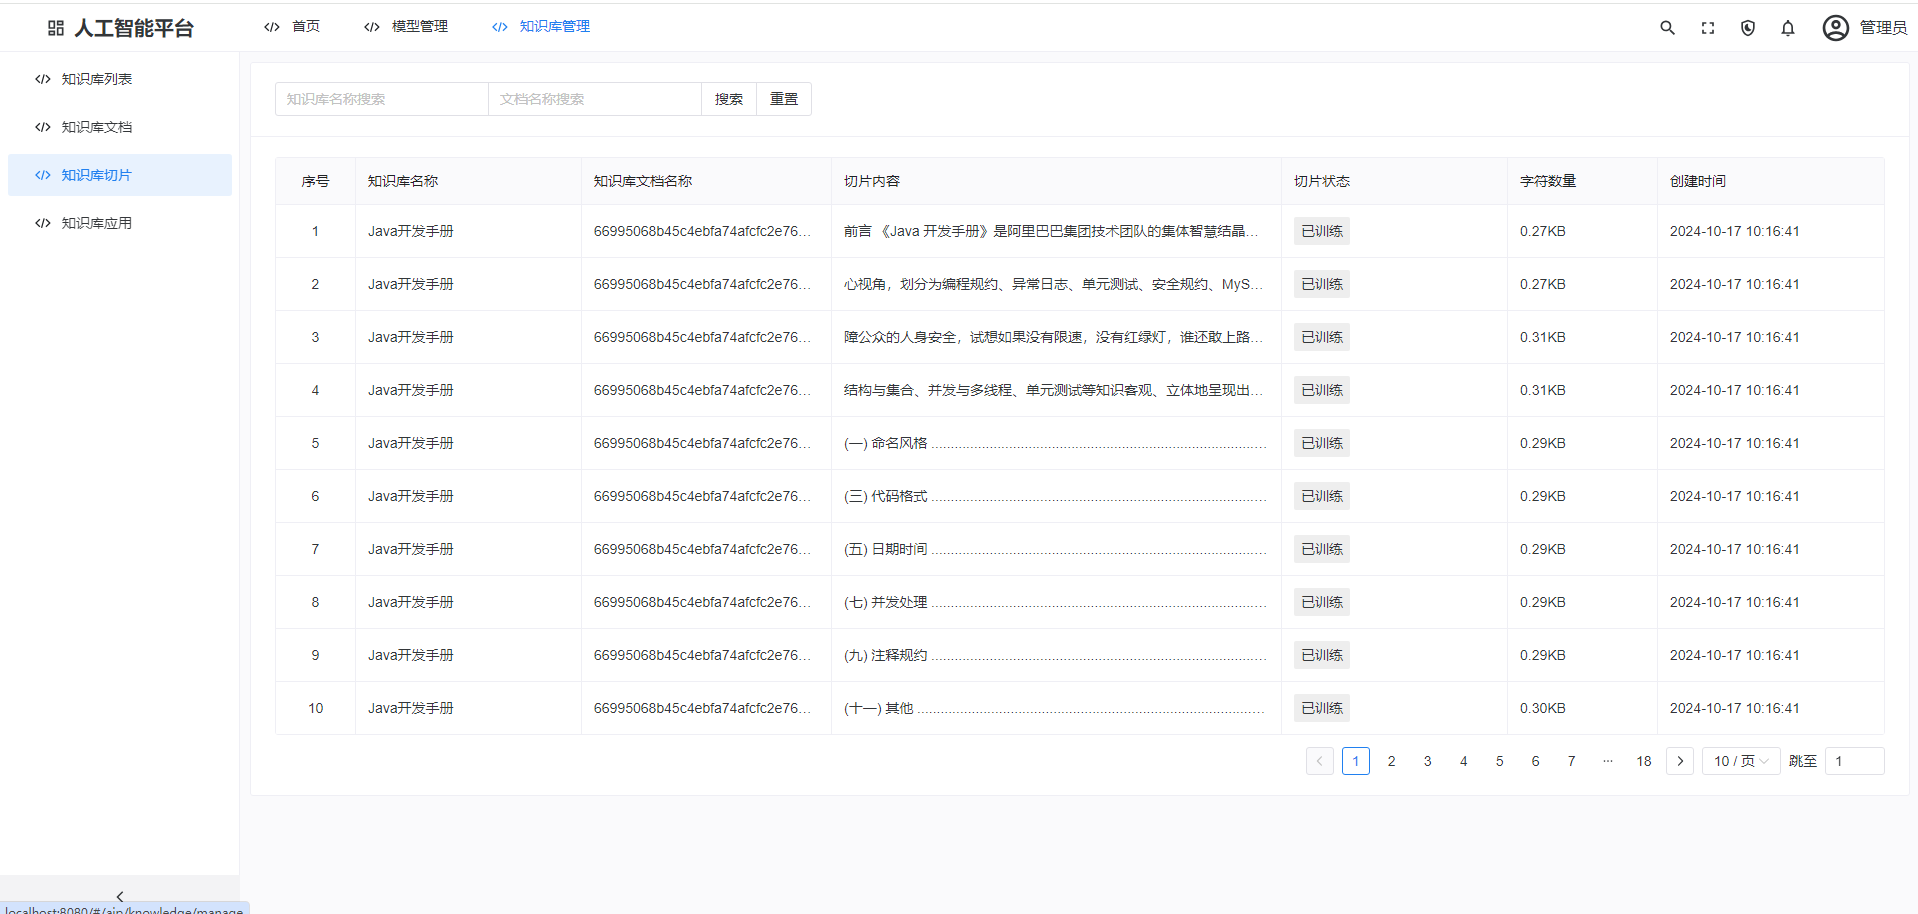 人工智能平台
首页
模型管理
知识库管理
管理员
知识库列表
知识库文档
知识库切片
知识库应用
知识库名称搜索 文档名称搜索 搜索 重置
序号 知识库名称 知识库文档名称 切片内容 切片状态 字符数量 创建时间
1 Java开发手册 66995068b45c4ebfa74afcfc2e76... 前言 《Java 开发手册》是阿里巴巴集团技术团队的集体智慧结晶... 已训练 0.27KB 2024-10-17 10:16:41
2 Java开发手册 66995068b45c4ebfa74afcfc2e76... 心视角，划分为编程规约、异常日志、单元测试、安全规约、MyS... 已训练 0.27KB 2024-10-17 10:16:41
3 Java开发手册 66995068b45c4ebfa74afcfc2e76... 障公众的人身安全，试想如果没有限速，没有红绿灯，谁还敢上路... 已训练 0.31KB 2024-10-17 10:16:41
4 Java开发手册 66995068b45c4ebfa74afcfc2e76... 结构与集合、并发与多线程、单元测试等知识客观、立体地呈现出... 已训练 0.31KB 2024-10-17 10:16:41
5 Java开发手册 66995068b45c4ebfa74afcfc2e76... (一) 命名风格 ........................................ 已训练 0.29KB 2024-10-17 10:16:41
6 Java开发手册 66995068b45c4ebfa74afcfc2e76... (三) 代码格式 ........................................ 已训练 0.29KB 2024-10-17 10:16:41
7 Java开发手册 66995068b45c4ebfa74afcfc2e76... (五) 日期时间 ........................................ 已训练 0.29KB 2024-10-17 10:16:41
8 Java开发手册 66995068b45c4ebfa74afcfc2e76... (七) 并发处理 ........................................ 已训练 0.29KB 2024-10-17 10:16:41
9 Java开发手册 66995068b45c4ebfa74afcfc2e76... (九) 注释规约 ........................................ 已训练 0.29KB 2024-10-17 10:16:41
10 Java开发手册 66995068b45c4ebfa74afcfc2e76... (十一) 其他 ........................................ 已训练 0.30KB 2024-10-17 10:16:41
1 2 3 4 5 6 7 ··· 18 10 / 页 跳至 1
localhost:8080/#/aip/knowledge/manage